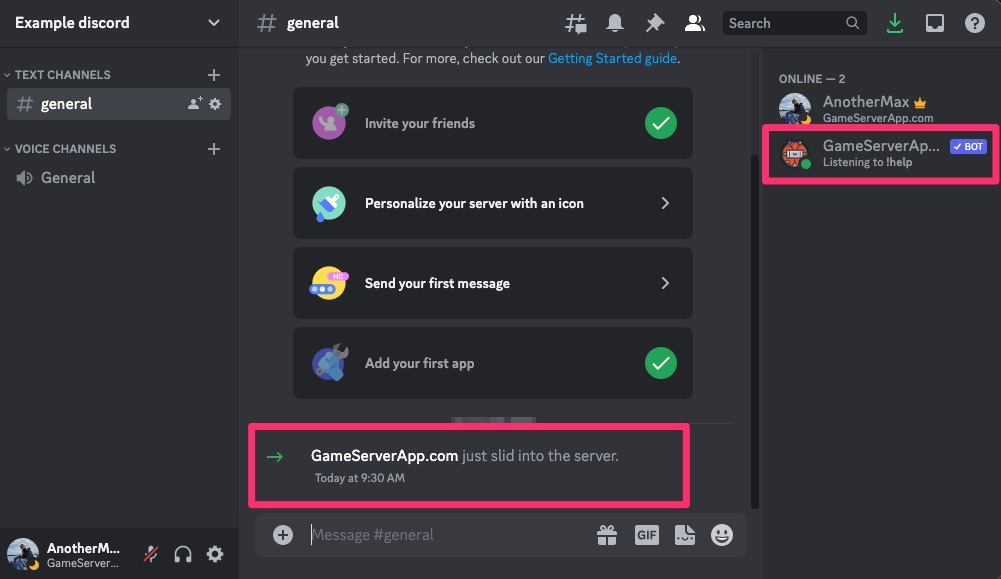 Example discord
TEXT CHANNELS
general
VOICE CHANNELS
General
AnotherM...
GameServer...
# general
Search
you get started. For more, check out our Getting Started guide.
Invite your friends
Personalize your server with an icon
Hi!
Send your first message
Add your first app
GameServerApp.com just slid into the server.
Today at 9:30 AM
Message #general
GIF
ONLINE — 2
AnotherMax
GameServerApp.com
GameServerAp... BOT
Listening to !help